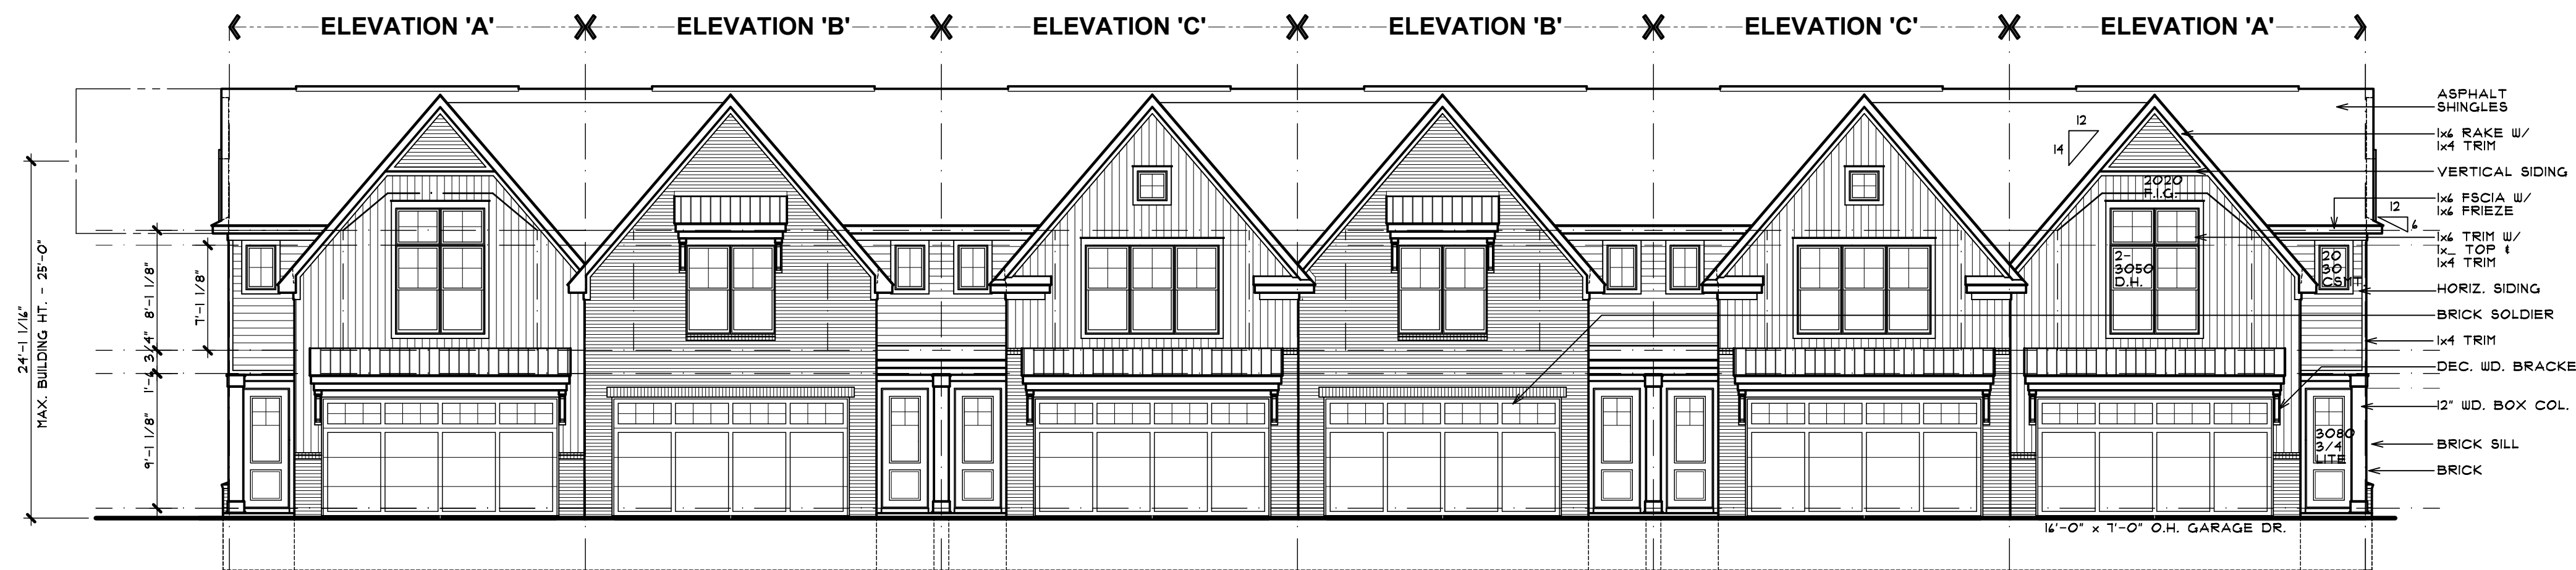 ELEVATION 'A'
ELEVATION 'B'
ELEVATION 'C'
ELEVATION 'B'
ELEVATION 'C'
ELEVATION 'A'
24'-1 1/16"
MAX. BUILDING HT. - 25'-0"
8'-1 1/8"
7'-1 1/8"
1'-6 3/4"
9'-1 1/8"
12
14
2020
F.I.G.
2-
3050
D.H.
20
30
CSMT.
3080
3/4
LITE
12
6
16'-0" x 7'-0" O.H. GARAGE DR.
ASPHALT
SHINGLES
1x6 RAKE W/
1x4 TRIM
VERTICAL SIDING
1x6 FSCIA W/
1x6 FRIEZE
1x6 TRIM W/
1x_ TOP &
1x4 TRIM
HORIZ. SIDING
BRICK SOLDIER
1x4 TRIM
DEC. WD. BRACKE
12" WD. BOX COL.
BRICK SILL
BRICK